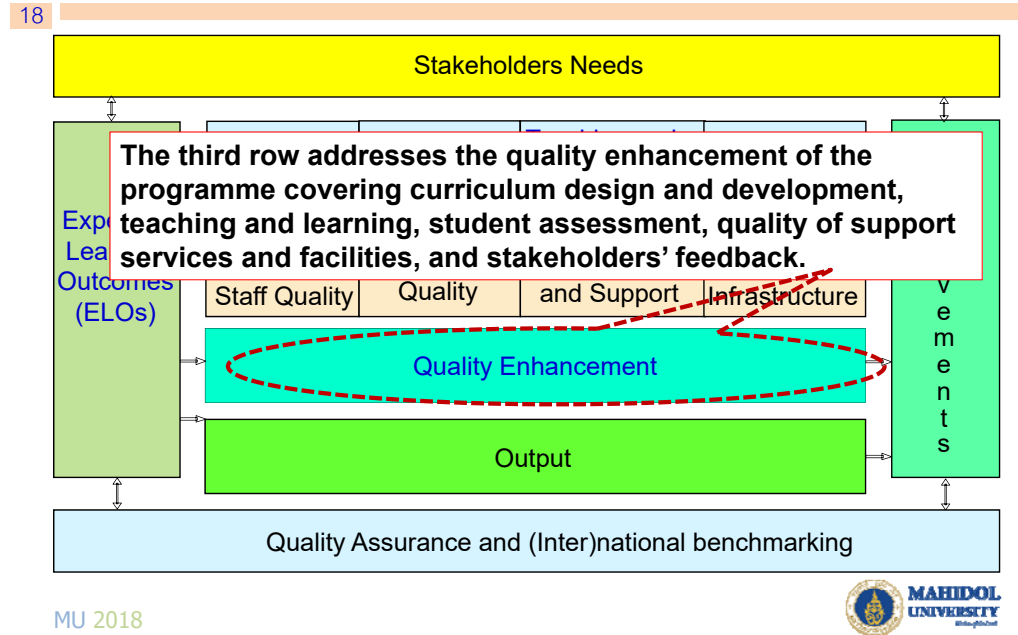 18
Stakeholders Needs
The third row addresses the quality enhancement of the
programme covering curriculum design and development,
teaching and learning, student assessment, quality of support
services and facilities, and stakeholders’ feedback.
Outcomes
(ELOs)
Staff Quality
Quality
and Support
Infrastructure
v
e
m
e
n
t
s
Quality Enhancement
Output
Quality Assurance and (Inter)national benchmarking
MU 2018
MAHIDOL
UNIVERSITY